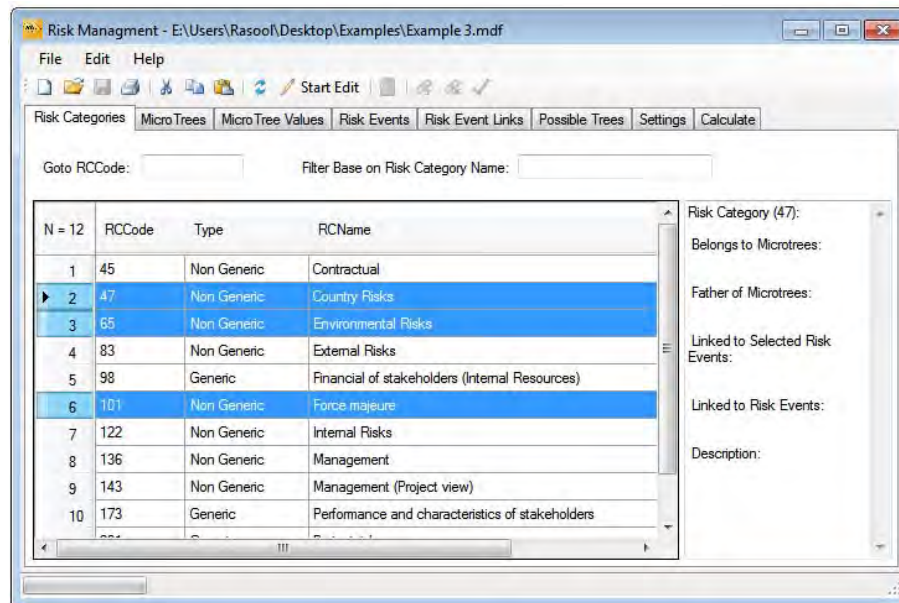 Risk Managment - E:\Users\Rasool\Desktop\Examples\Example 3.mdf
File Edit Help
Start Edit
Risk Categories MicroTrees MicroTree Values Risk Events Risk Event Links Possible Trees Settings Calculate
Goto RCCode: Filter Base on Risk Category Name:
N = 12 RCCode Type RCName
1 45 Non Generic Contractual
2 47 Non Generic Country Risks
3 65 Non Generic Environmental Risks
4 83 Non Generic External Risks
5 98 Generic Financial of stakeholders (Internal Resources)
6 101 Non Generic Force majeure
7 122 Non Generic Internal Risks
8 136 Non Generic Management
9 143 Non Generic Management (Project view)
10 173 Generic Performance and characteristics of stakeholders
Risk Category (47):
Belongs to Microtrees:
Father of Microtrees:
Linked to Selected Risk
Events:
Linked to Risk Events:
Description: